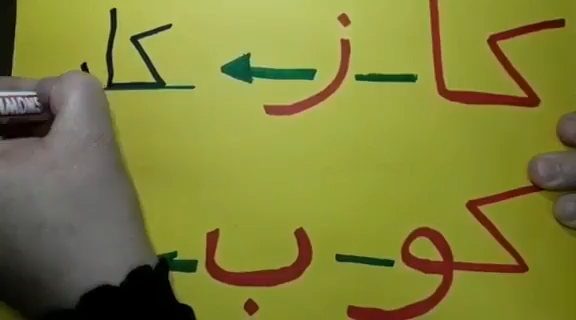 كا – ز ← كا
كو – ب ←